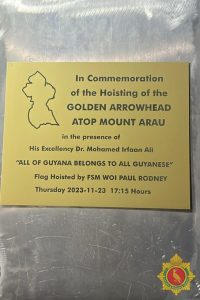 In Commemoration
of the Hoisting of the
GOLDEN ARROWHEAD
ATOP MOUNT ARAU
in the presence of
His Excellency Dr. Mohamed Irfaan Ali
"ALL OF GUYANA BELONGS TO ALL GUYANESE"
Flag Hoisted by FSM WOI PAUL RODNEY
Thursday 2023-11-23 17:15 Hours